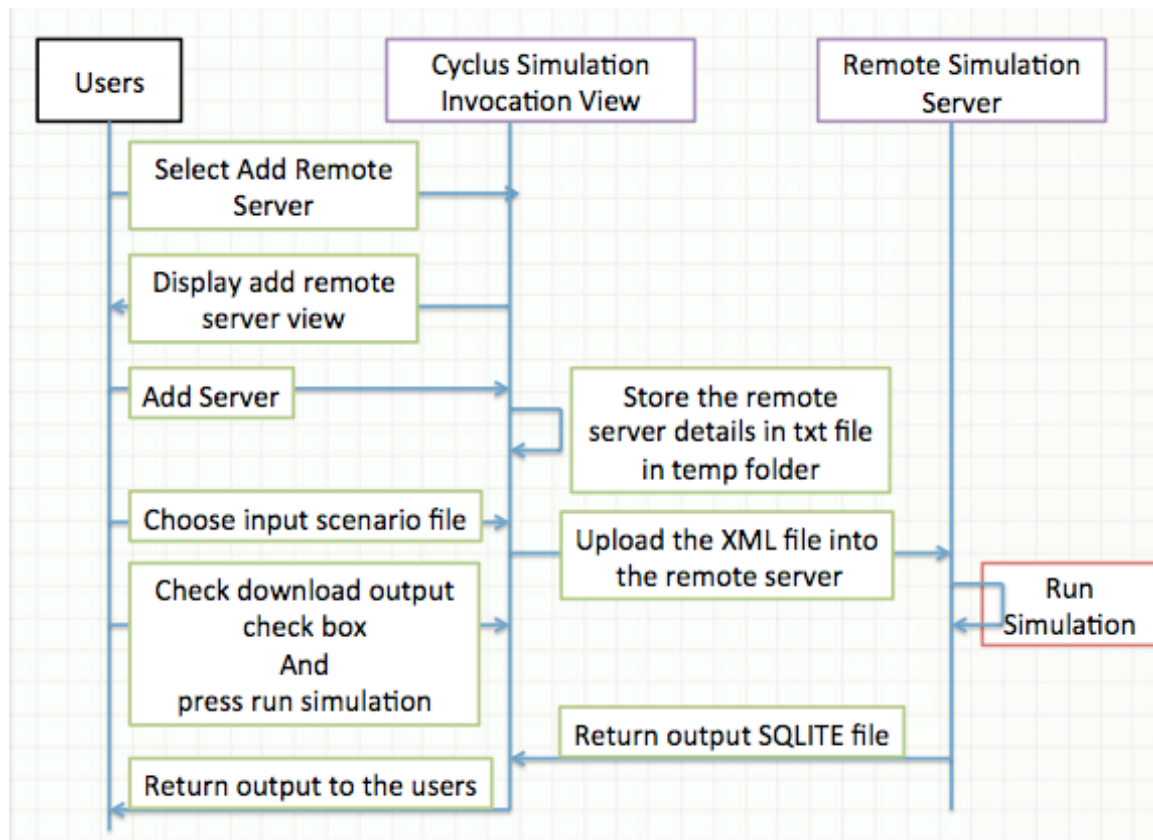 Users
Cyclus Simulation
Invocation View
Remote Simulation
Server
Select Add Remote
Server
Display add remote
server view
Add Server
Store the remote
server details in txt file
in temp folder
Choose input scenario file
Upload the XML file into
the remote server
Check download output
check box
And
press run simulation
Run
Simulation
Return output SQLITE file
Return output to the users